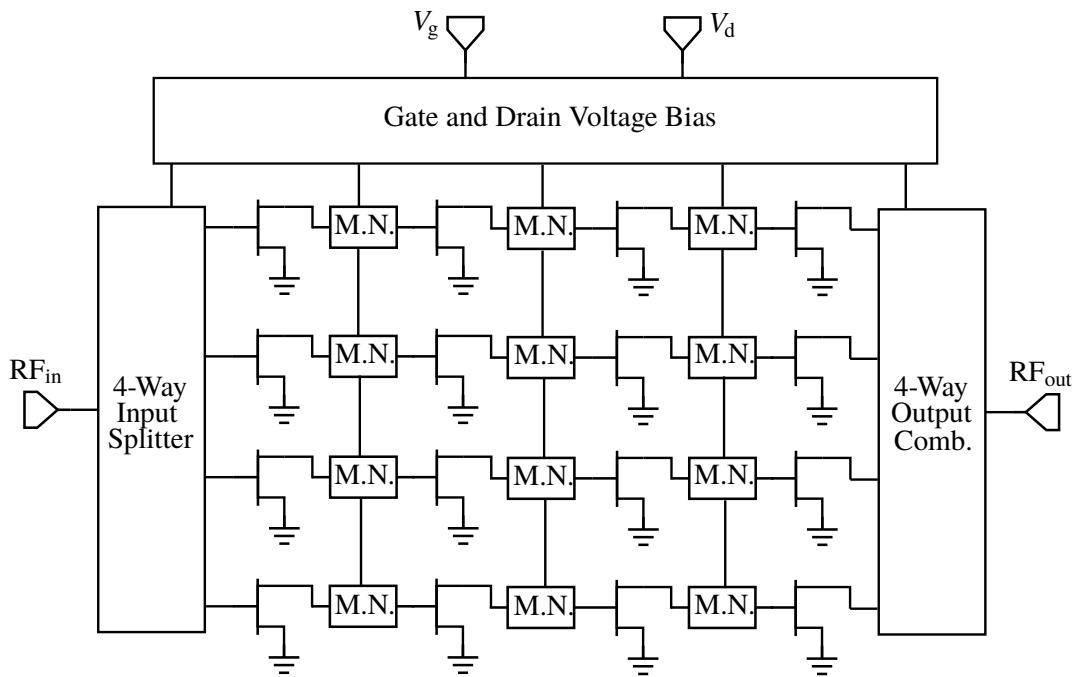 Vg Vd
Gate and Drain Voltage Bias
M.N. M.N. M.N.
M.N. M.N. M.N.
RFin
4-Way
Input
Splitter
4-Way
Output
Comb.
RFout
M.N. M.N. M.N.
M.N. M.N. M.N.